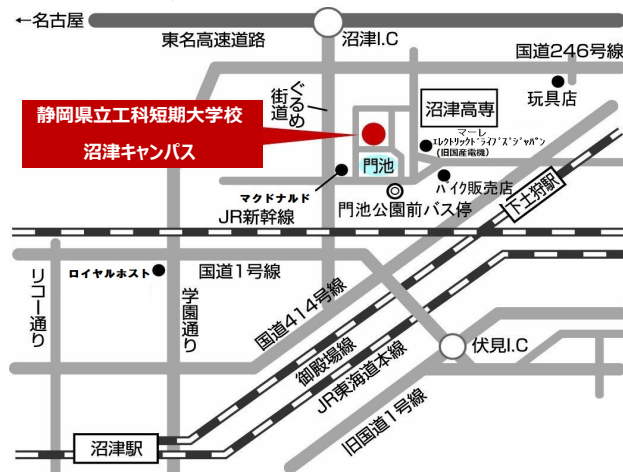 ←名古屋
東名高速道路
沼津I.C
国道246号線
ぐるめ
街道
静岡県立工科短期大学校
沼津キャンパス
沼津高専
玩具店
マーレ
エレクトリックドライブズジャパン
(旧国産電機)
門池
マクドナルド
バイク販売店
門池公園前バス停
下土狩駅
JR新幹線
リコー通り
ロイヤルホスト
学園通り
国道1号線
国道414号線
御殿場線
JR東海道本線
伏見I.C
旧国道1号線
沼津駅